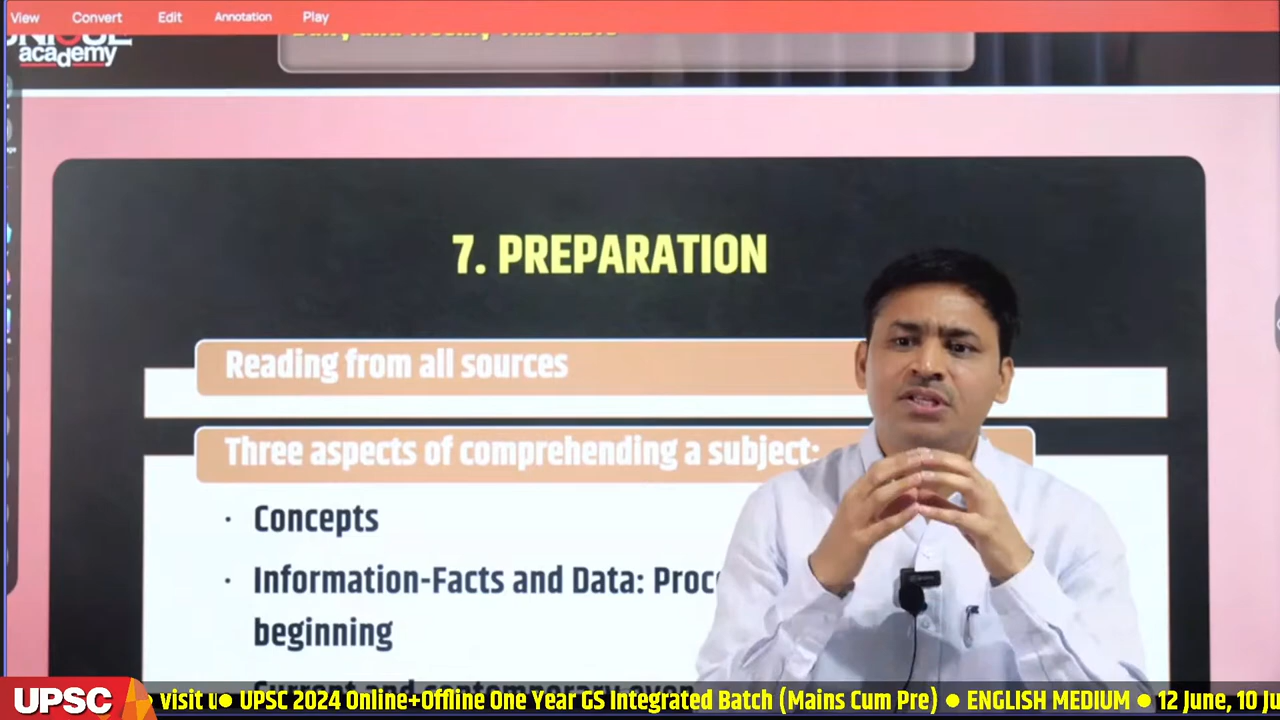 View Convert Edit Annotation Play
academy
7. PREPARATION
Reading from all sources
Three aspects of comprehending a subject:
· Concepts
· Information-Facts and Data:
beginning
UPSC visit ● UPSC 2024 Online+Offline One Year GS Integrated Batch (Mains Cum Pre) ● ENGLISH MEDIUM ● 12 June, 10